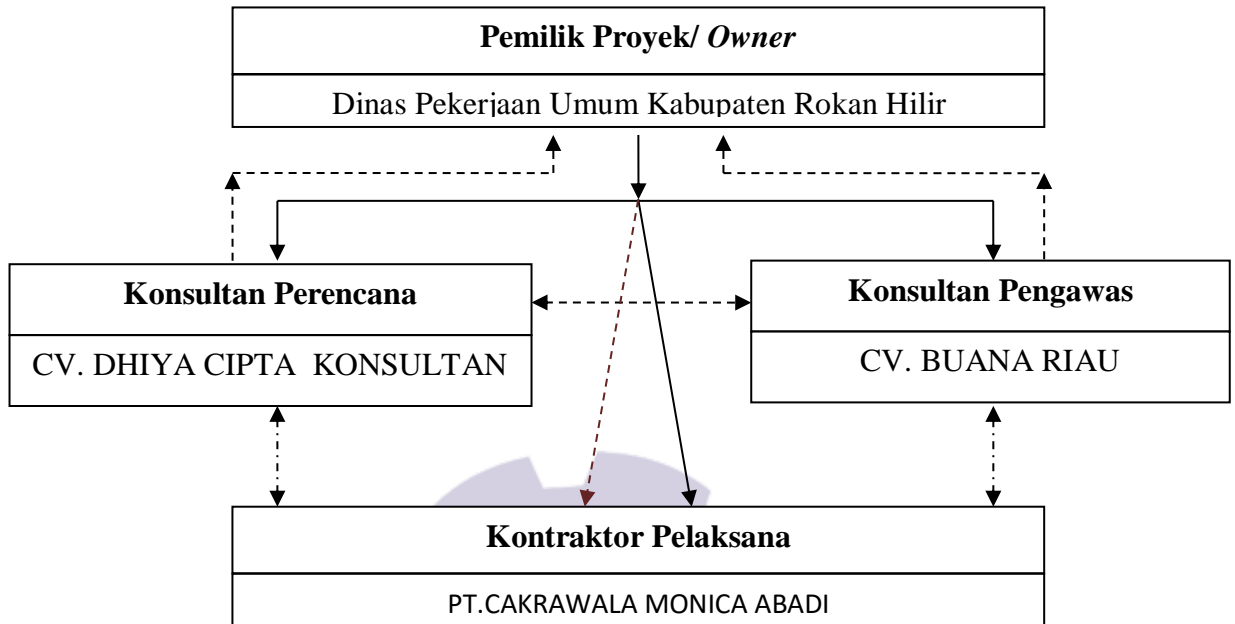 Pemilik Proyek/ Owner
Dinas Pekerjaan Umum Kabupaten Rokan Hilir
Konsultan Perencana
CV. DHIYA CIPTA KONSULTAN
Konsultan Pengawas
CV. BUANA RIAU
Kontraktor Pelaksana
PT.CAKRAWALA MONICA ABADI